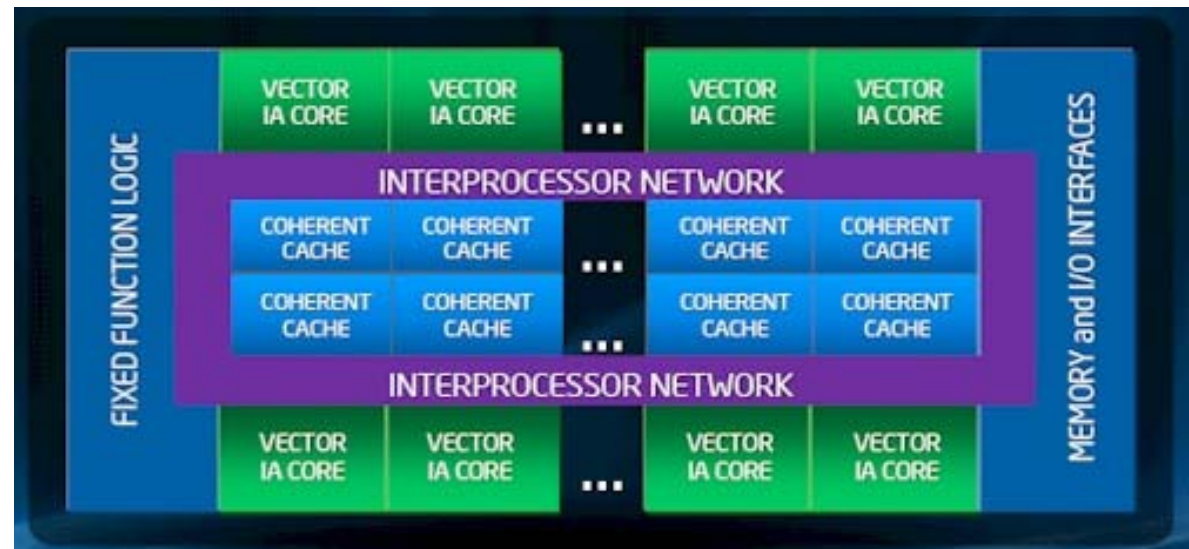 FIXED FUNCTION LOGIC
VECTOR
IA CORE
VECTOR
IA CORE
...
VECTOR
IA CORE
VECTOR
IA CORE
MEMORY and I/O INTERFACES
INTERPROCESSOR NETWORK
COHERENT
CACHE
COHERENT
CACHE
...
COHERENT
CACHE
COHERENT
CACHE
COHERENT
CACHE
COHERENT
CACHE
...
COHERENT
CACHE
COHERENT
CACHE
INTERPROCESSOR NETWORK
VECTOR
IA CORE
VECTOR
IA CORE
...
VECTOR
IA CORE
VECTOR
IA CORE